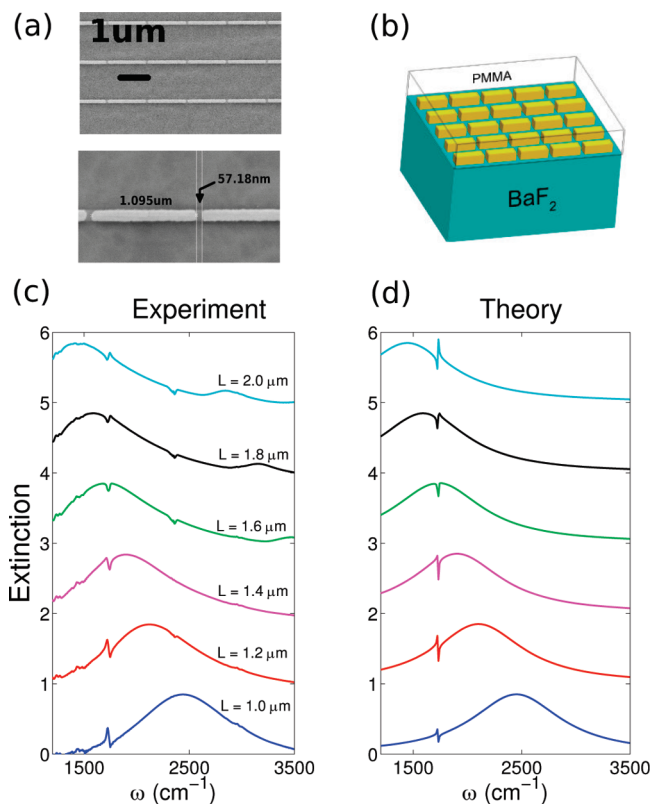 (a)
1um
1.095um
57.18nm
(b)
PMMA
BaF₂
(c) Experiment
6
5
4
3
2
1
0
Extinction
L = 2.0 μm
L = 1.8 μm
L = 1.6 μm
L = 1.4 μm
L = 1.2 μm
L = 1.0 μm
1500 2500 3500
ω (cm⁻¹)
(d) Theory
6
5
4
3
2
1
0
1500 2500 3500
ω (cm⁻¹)